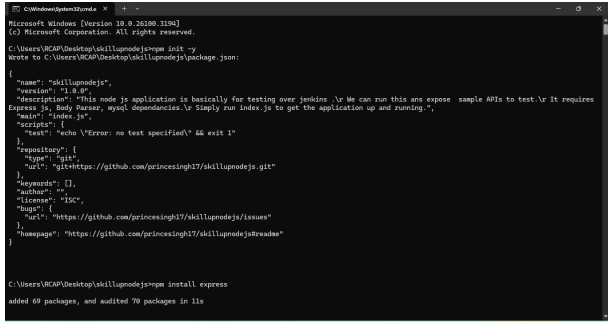 C:\Windows\System32\cmd.e
Microsoft Windows [Version 10.0.26100.3194]
(c) Microsoft Corporation. All rights reserved.
C:\Users\RCAP\Desktop\skillupnodejs>npm init -y
Wrote to C:\Users\RCAP\Desktop\skillupnodejs\package.json:
{
"name": "skillupnodejs",
"version": "1.0.0",
"description": "This node js application is basically for testing over jenkins .\r We can run this ans expose  sample APIs to test.\r It requires
Express js, Body Parser, mysql dependancies.\r Simply run index.js to get the application up and running.",
"main": "index.js",
"scripts": {
"test": "echo \"Error: no test specified\" && exit 1"
},
"repository": {
"type": "git",
"url": "git+https://github.com/princesingh17/skillupnodejs.git"
},
"keywords": [],
"author": "",
"license": "ISC",
"bugs": {
"url": "https://github.com/princesingh17/skillupnodejs/issues"
},
"homepage": "https://github.com/princesingh17/skillupnodejs#readme"
}
C:\Users\RCAP\Desktop\skillupnodejs>npm install express
added 69 packages, and audited 70 packages in 11s